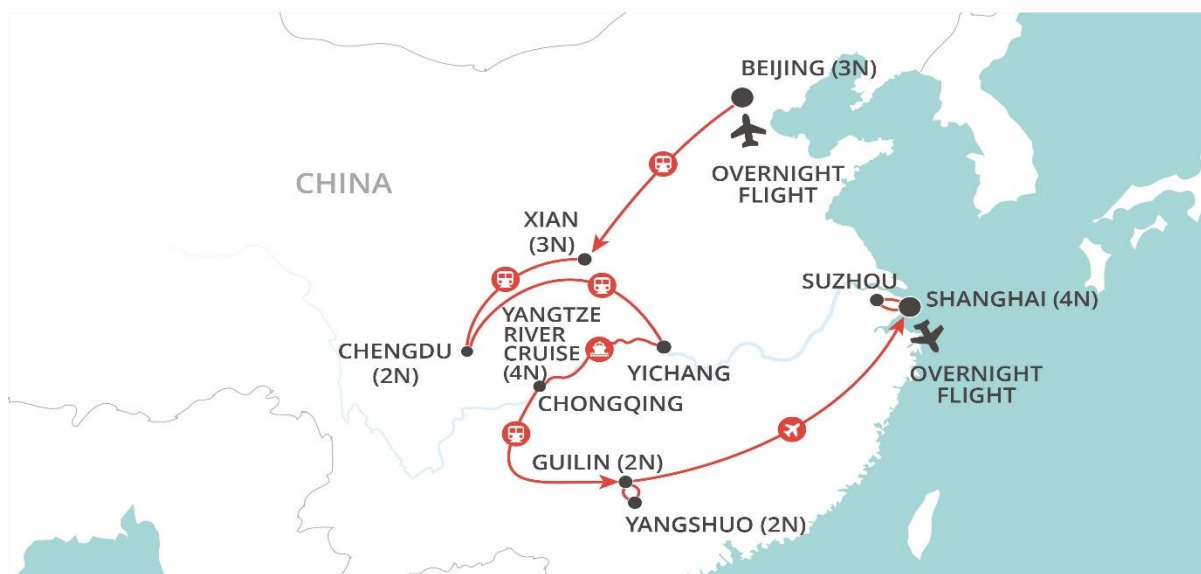 BEIJING (3N)
OVERNIGHT
FLIGHT
CHINA
XIAN
(3N)
SUZHOU
SHANGHAI (4N)
YANGTZE
RIVER
CRUISE
(4N)
CHENGDU
(2N)
YICHANG
OVERNIGHT
FLIGHT
CHONGQING
GUILIN (2N)
YANGSHUO (2N)